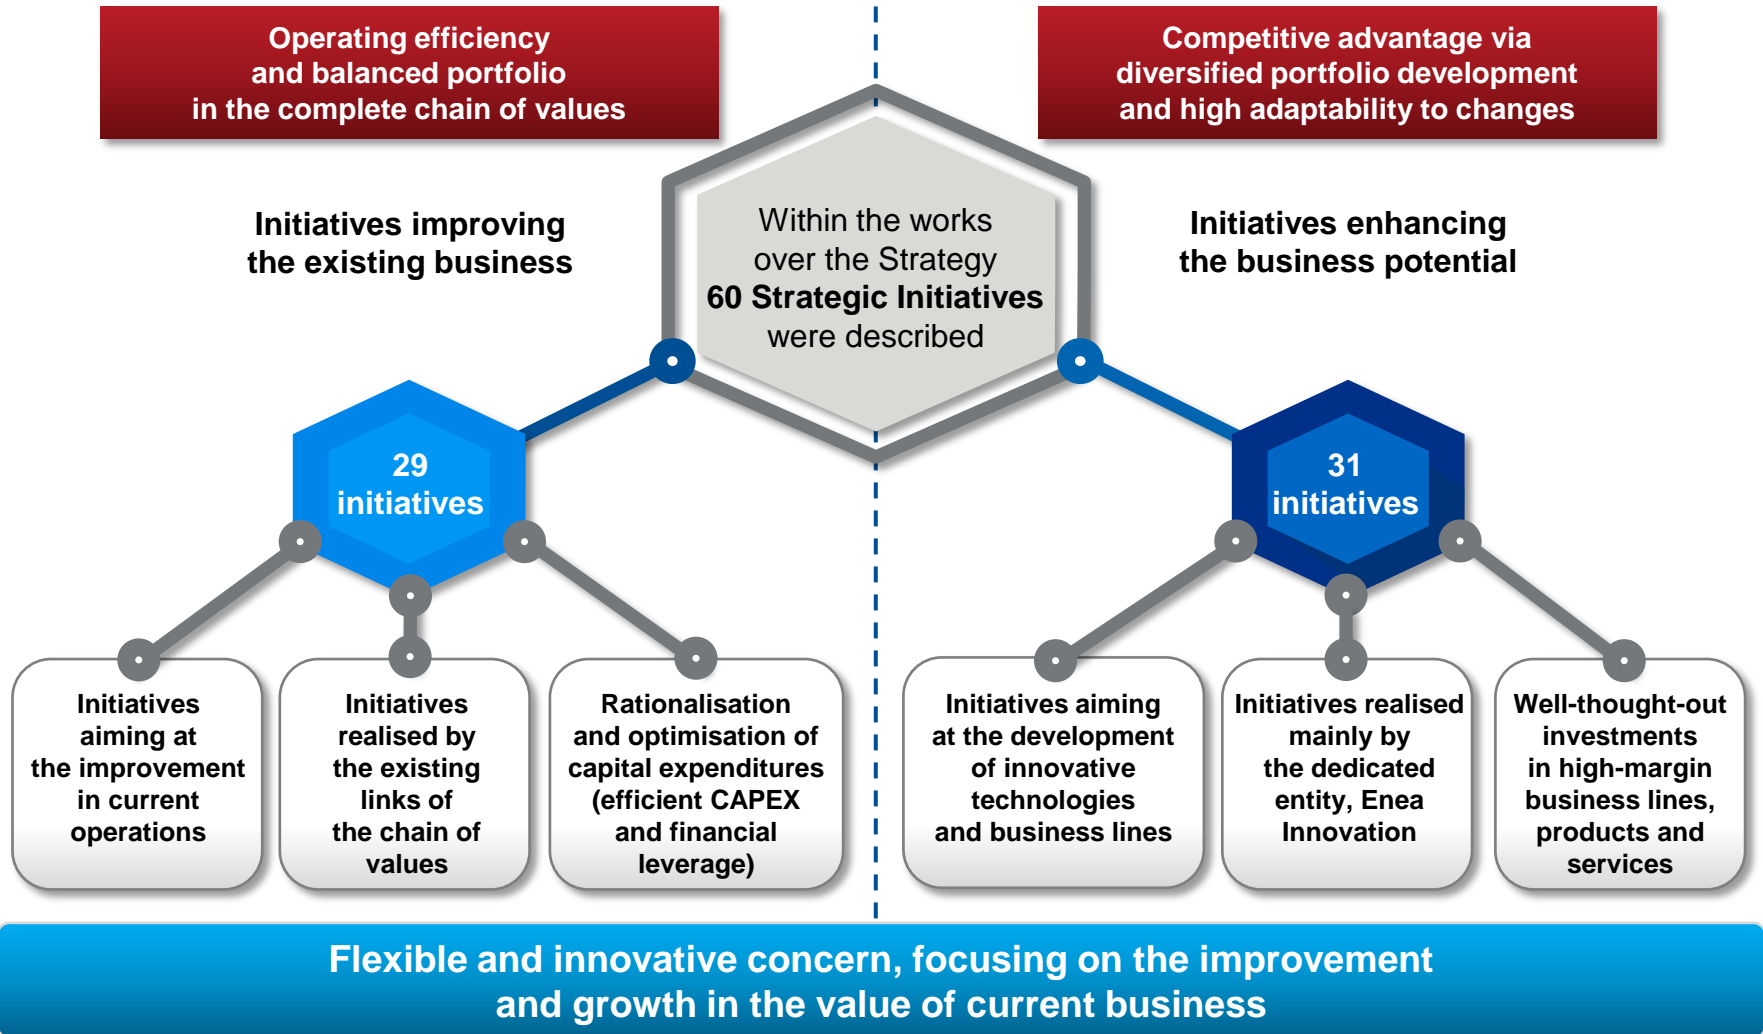 Operating efficiency
and balanced portfolio
in the complete chain of values
Competitive advantage via
diversified portfolio development
and high adaptability to changes
Initiatives improving
the existing business
Within the works
over the Strategy
60 Strategic Initiatives
were described
Initiatives enhancing
the business potential
29
initiatives
31
initiatives
Initiatives
aiming at
the improvement
in current
operations
Initiatives
realised by
the existing
links of
the chain of
values
Rationalisation
and optimisation of
capital expenditures
(efficient CAPEX
and financial
leverage)
Initiatives aiming
at the development
of innovative
technologies
and business lines
Initiatives realised
mainly by
the dedicated
entity, Enea
Innovation
Well-thought-out
investments
in high-margin
business lines,
products and
services
Flexible and innovative concern, focusing on the improvement
and growth in the value of current business